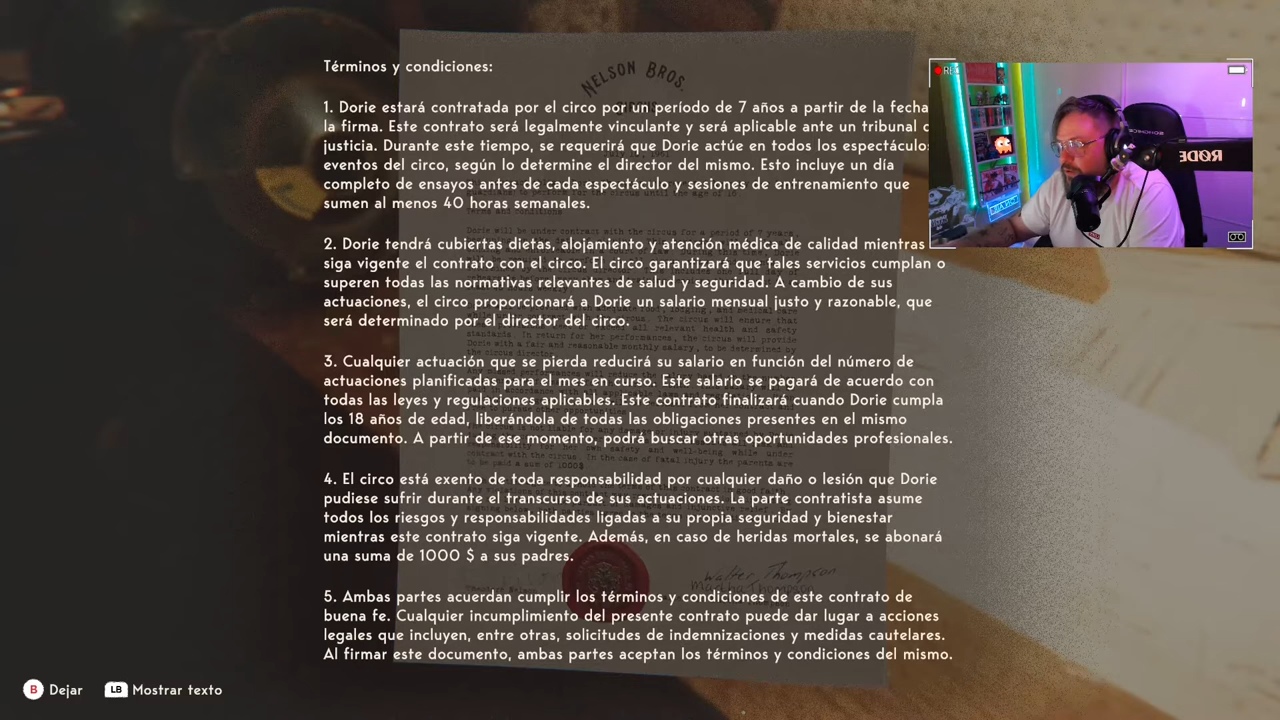 NELSON BROS.
Términos y condiciones:
1. Dorie estará contratada por el circo por un período de 7 años a partir de la fecha
la firma. Este contrato será legalmente vinculante y será aplicable ante un tribunal
justicia. Durante este tiempo, se requerirá que Dorie actúe en todos los espectáculos
eventos del circo, según lo determine el director del mismo. Esto incluye un día
completo de ensayos antes de cada espectáculo y sesiones de entrenamiento que
sumen al menos 40 horas semanales.
2. Dorie tendrá cubiertas dietas, alojamiento y atención médica de calidad mientras
siga vigente el contrato con el circo. El circo garantizará que tales servicios cumplan o
superen todas las normativas relevantes de salud y seguridad. A cambio de sus
actuaciones, el circo proporcionará a Dorie un salario mensual justo y razonable, que
será determinado por el director del circo.
3. Cualquier actuación que se pierda reducirá su salario en función del número de
actuaciones planificadas para el mes en curso. Este salario se pagará de acuerdo con
todas las leyes y regulaciones aplicables. Este contrato finalizará cuando Dorie cumpla
los 18 años de edad, liberándola de todas las obligaciones presentes en el mismo
documento. A partir de ese momento, podrá buscar otras oportunidades profesionales.
4. El circo está exento de toda responsabilidad por cualquier daño o lesión que Dorie
pudiese sufrir durante el transcurso de sus actuaciones. La parte contratista asume
todos los riesgos y responsabilidades ligadas a su propia seguridad y bienestar
mientras este contrato siga vigente. Además, en caso de heridas mortales, se abonará
una suma de 1000 $ a sus padres.
Walter Thompson
5. Ambas partes acuerdan cumplir los términos y condiciones de este contrato de
buena fe. Cualquier incumplimiento del presente contrato puede dar lugar a acciones
legales que incluyen, entre otras, solicitudes de indemnizaciones y medidas cautelares.
Al firmar este documento, ambas partes aceptan los términos y condiciones del mismo.
B Dejar LB Mostrar texto
RØDE